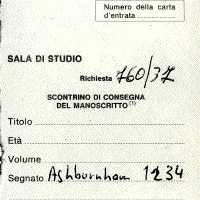 Numero della carta
d'entrata
SALA DI STUDIO
Richiesta 760/37
SCONTRINO DI CONSEGNA
DEL MANOSCRITTO (1)
Titolo
Età
Volume
Segnato Ashburnham 1234